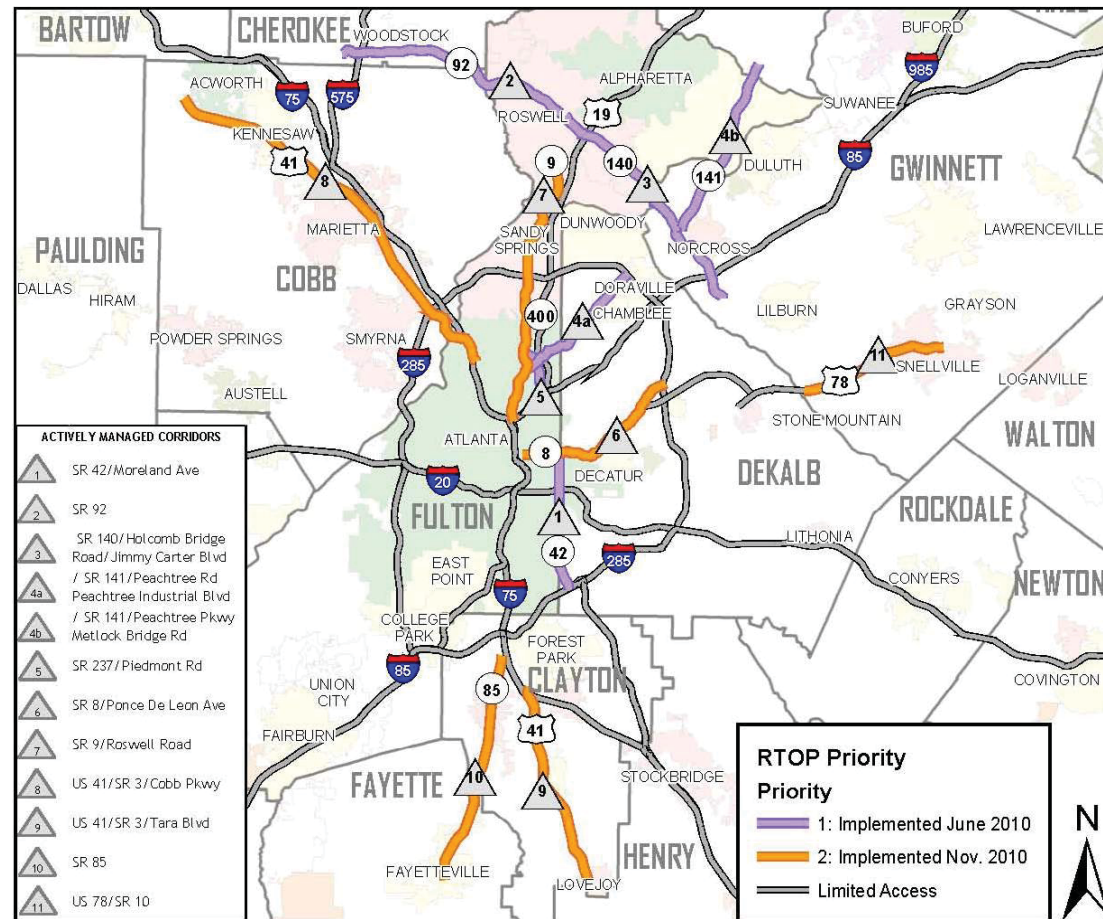 BARTOW
CHEROKEE
WOODSTOCK
BUFORD
92
2
ALPHARETTA
985
ACWORTH
75
575
19
SUWANEE
ROSWELL
4b
KENNESAW
41
9
140
DULUTH
85
8
7
3
141
GWINNETT
DUNWOODY
MARIETTA
SANDY
SPRINGS
NORCROSS
LAWRENCEVILLE
PAULDING
COBB
DALLAS
HIRAM
DORAVILLE
CHAMBLEE
LILBURN
GRAYSON
400
4a
POWDER SPRINGS
SMYRNA
285
11
SNELLVILLE
78
LOGANVILLE
AUSTELL
5
STONE MOUNTAIN
ATLANTA
6
WALTON
8
DECATUR
DEKALB
20
FULTON
1
ROCKDALE
42
LITHONIA
285
EAST
POINT
75
CONYERS
NEWTON
COLLEGE
PARK
FOREST
PARK
85
CLAYTON
85
UNION
CITY
COVINGTON
41
FAIRBURN
10
9
STOCKBRIDGE
FAYETTE
HENRY
FAYETTEVILLE
LOVEJOY
ACTIVELY MANAGED CORRIDORS
1 SR 42/Moreland Ave
2 SR 92
SR 140/Holcomb Bridge
3 Road/Jimmy Carter Blvd
/ SR 141/Peachtree Rd
4a Peachtree Industrial Blvd
/ SR 141/Peachtree Pkwy
4b Metlock Bridge Rd
5 SR 237/Piedmont Rd
6 SR 8/Ponce De Leon Ave
7 SR 9/Roswell Road
8 US 41/SR 3/Cobb Pkwy
9 US 41/SR 3/Tara Blvd
10 SR 85
11 US 78/SR 10
RTOP Priority
Priority
1: Implemented June 2010
2: Implemented Nov. 2010
Limited Access
N